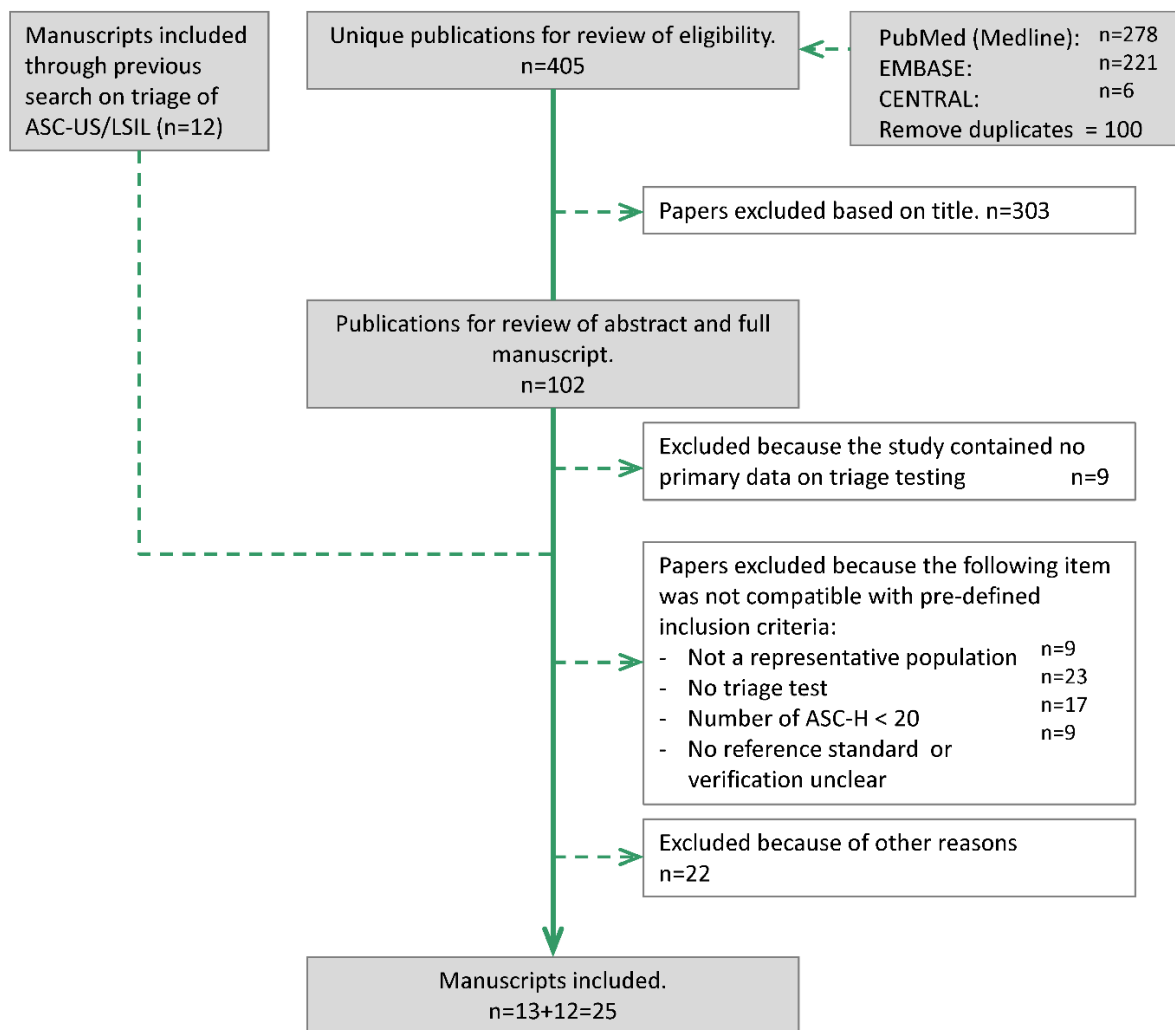 Manuscripts included
through previous
search on triage of
ASC-US/LSIL (n=12)
Unique publications for review of eligibility.
n=405
PubMed (Medline): n=278
EMBASE: n=221
CENTRAL: n=6
Remove duplicates = 100
Papers excluded based on title. n=303
Publications for review of abstract and full
manuscript.
n=102
Excluded because the study contained no
primary data on triage testing n=9
Papers excluded because the following item
was not compatible with pre-defined
inclusion criteria:
- Not a representative population n=9
- No triage test n=23
- Number of ASC-H < 20 n=17
- No reference standard or n=9
verification unclear
Excluded because of other reasons
n=22
Manuscripts included.
n=13+12=25